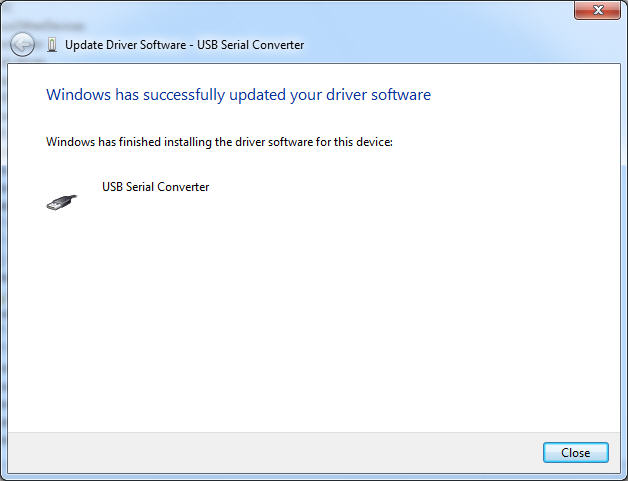 Update Driver Software - USB Serial Converter
Windows has successfully updated your driver software
Windows has finished installing the driver software for this device:
USB Serial Converter
Close